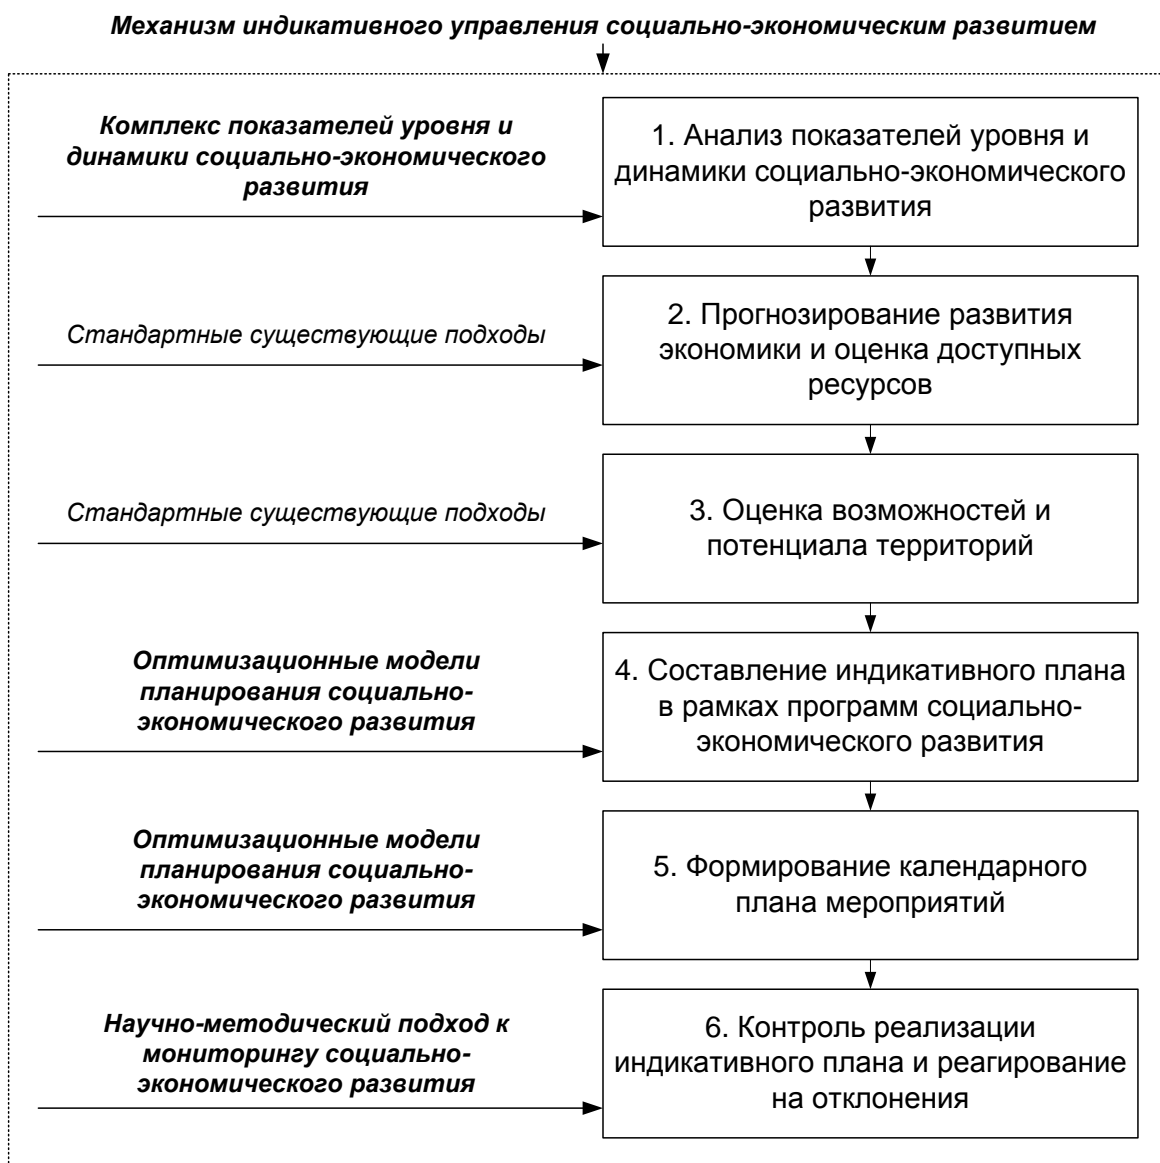 Механизм индикативного управления социально-экономическим развитием
Комплекс показателей уровня и
динамики социально-экономического
развития
1. Анализ показателей уровня и
динамики социально-экономического
развития
Стандартные существующие подходы
2. Прогнозирование развития
экономики и оценка доступных
ресурсов
Стандартные существующие подходы
3. Оценка возможностей и
потенциала территорий
Оптимизационные модели
планирования социально-
экономического развития
4. Составление индикативного плана
в рамках программ социально-
экономического развития
Оптимизационные модели
планирования социально-
экономического развития
5. Формирование календарного
плана мероприятий
Научно-методический подход к
мониторингу социально-
экономического развития
6. Контроль реализации
индикативного плана и реагирование
на отклонения